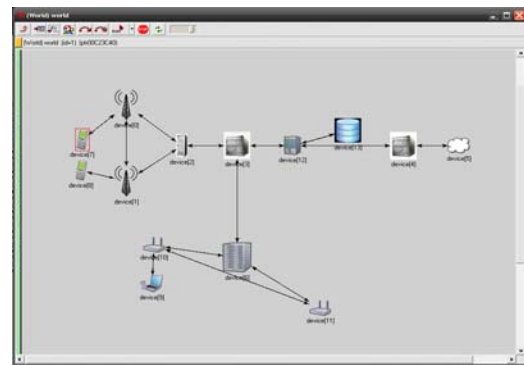 (World) world
(World) world (id=1) (ptr00C23C40)
device[0]
device[7]
device[2]
device[3]
device[12]
device[13]
device[4]
device[5]
device[8]
device[1]
device[10]
device[9]
device[11]